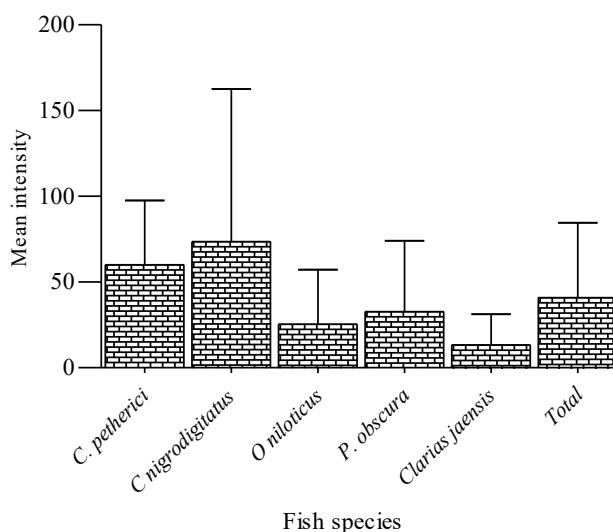 200
150
100
50
0
Mean intensity
C. petherici
C nigrodigitatus
O niloticus
P. obscura
Clarias jaensis
Total
Fish species